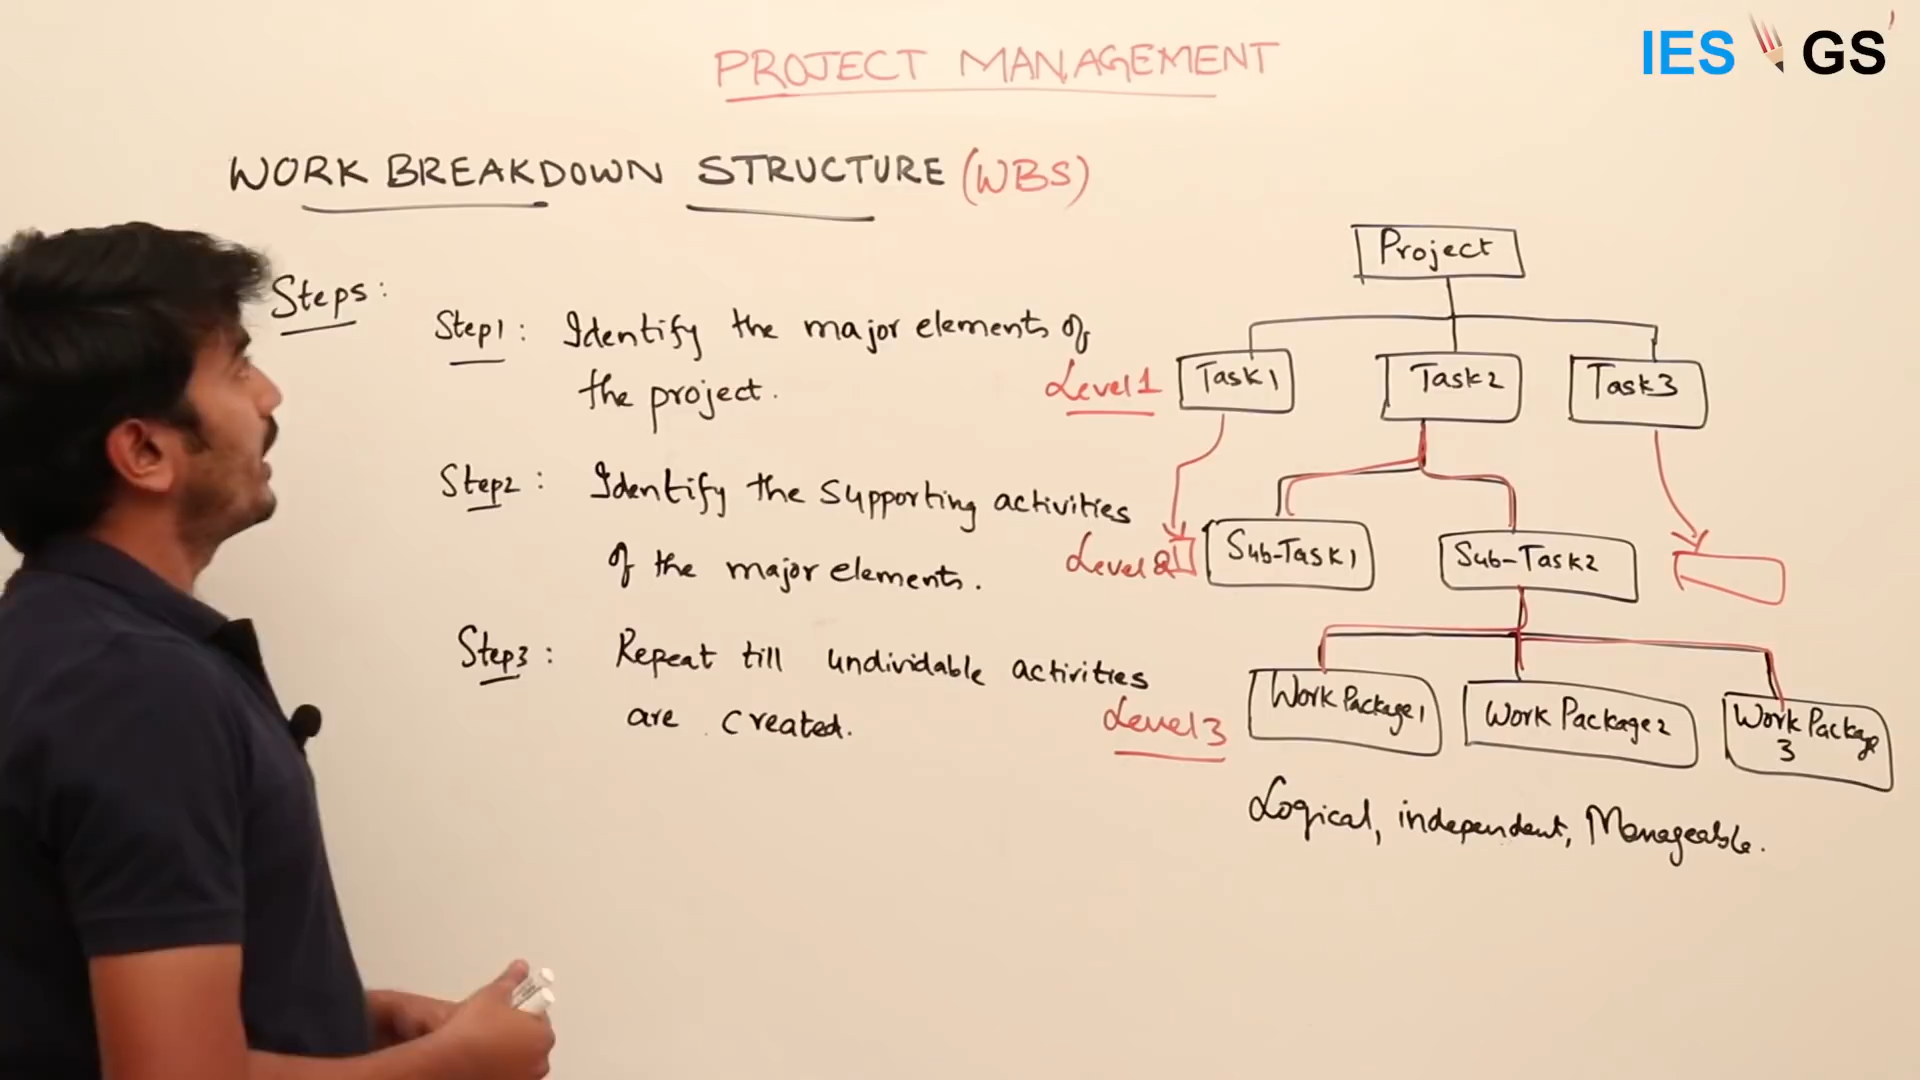 PROJECT MANAGEMENT
IES GS
WORK BREAKDOWN STRUCTURE (WBS)
Steps:
Step1: Identify the major elements of
the project.
Step2: Identify the supporting activities
of the major elements.
Step3: Repeat till undividable activities
are created.
Project
Level1 Task1 Task2 Task3
Level2 Sub-Task1 Sub-Task2
Level3 Work Package1 Work Package2 Work Package
3
Logical, independent, Manageable.